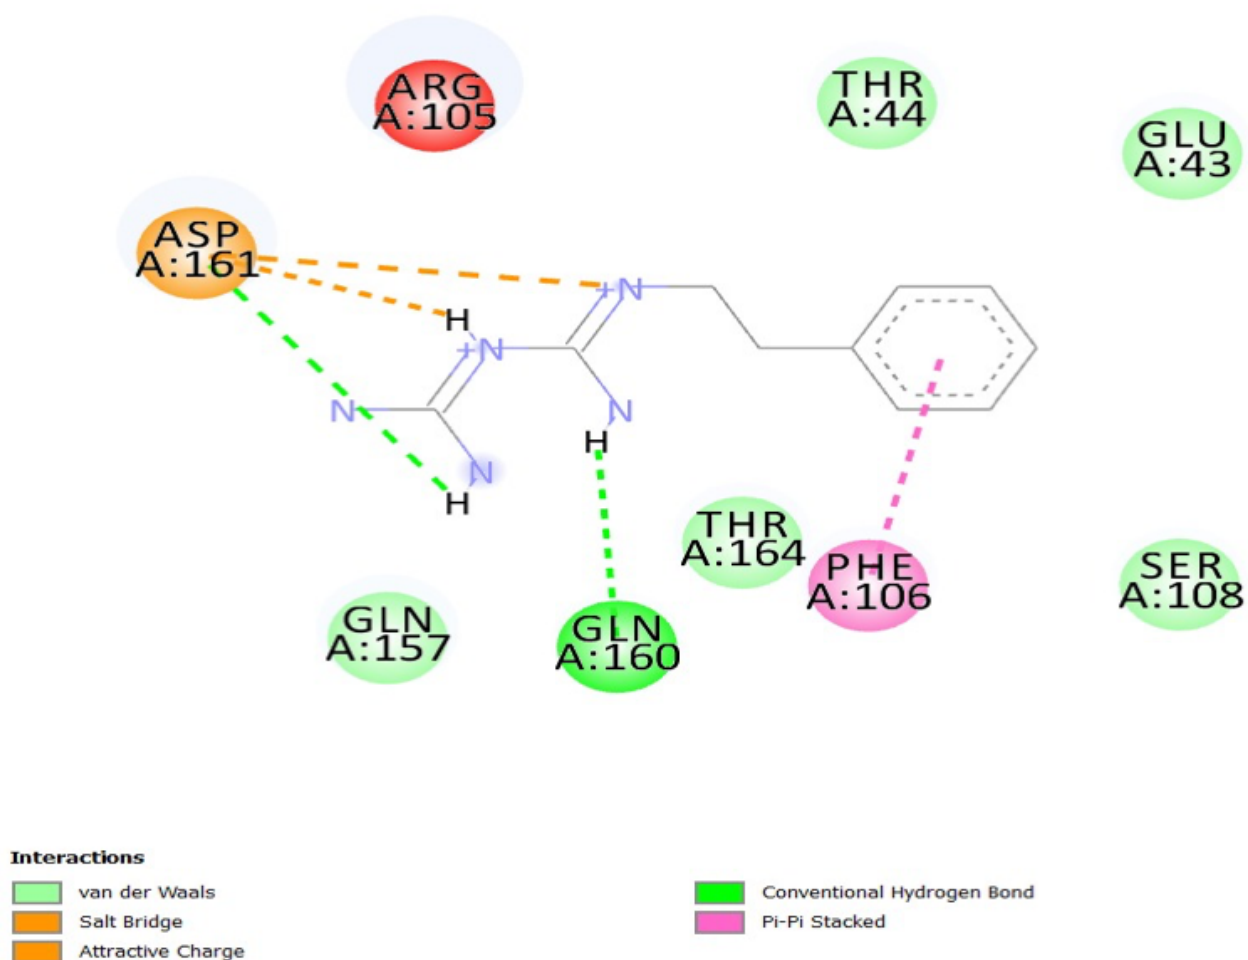 ARG
A:105
THR
A:44
GLU
A:43
ASP
A:161
+N
H
+N
N
N
H
N
H
THR
A:164
PHE
A:106
SER
A:108
GLN
A:157
GLN
A:160
Interactions
van der Waals
Salt Bridge
Attractive Charge
Conventional Hydrogen Bond
Pi-Pi Stacked